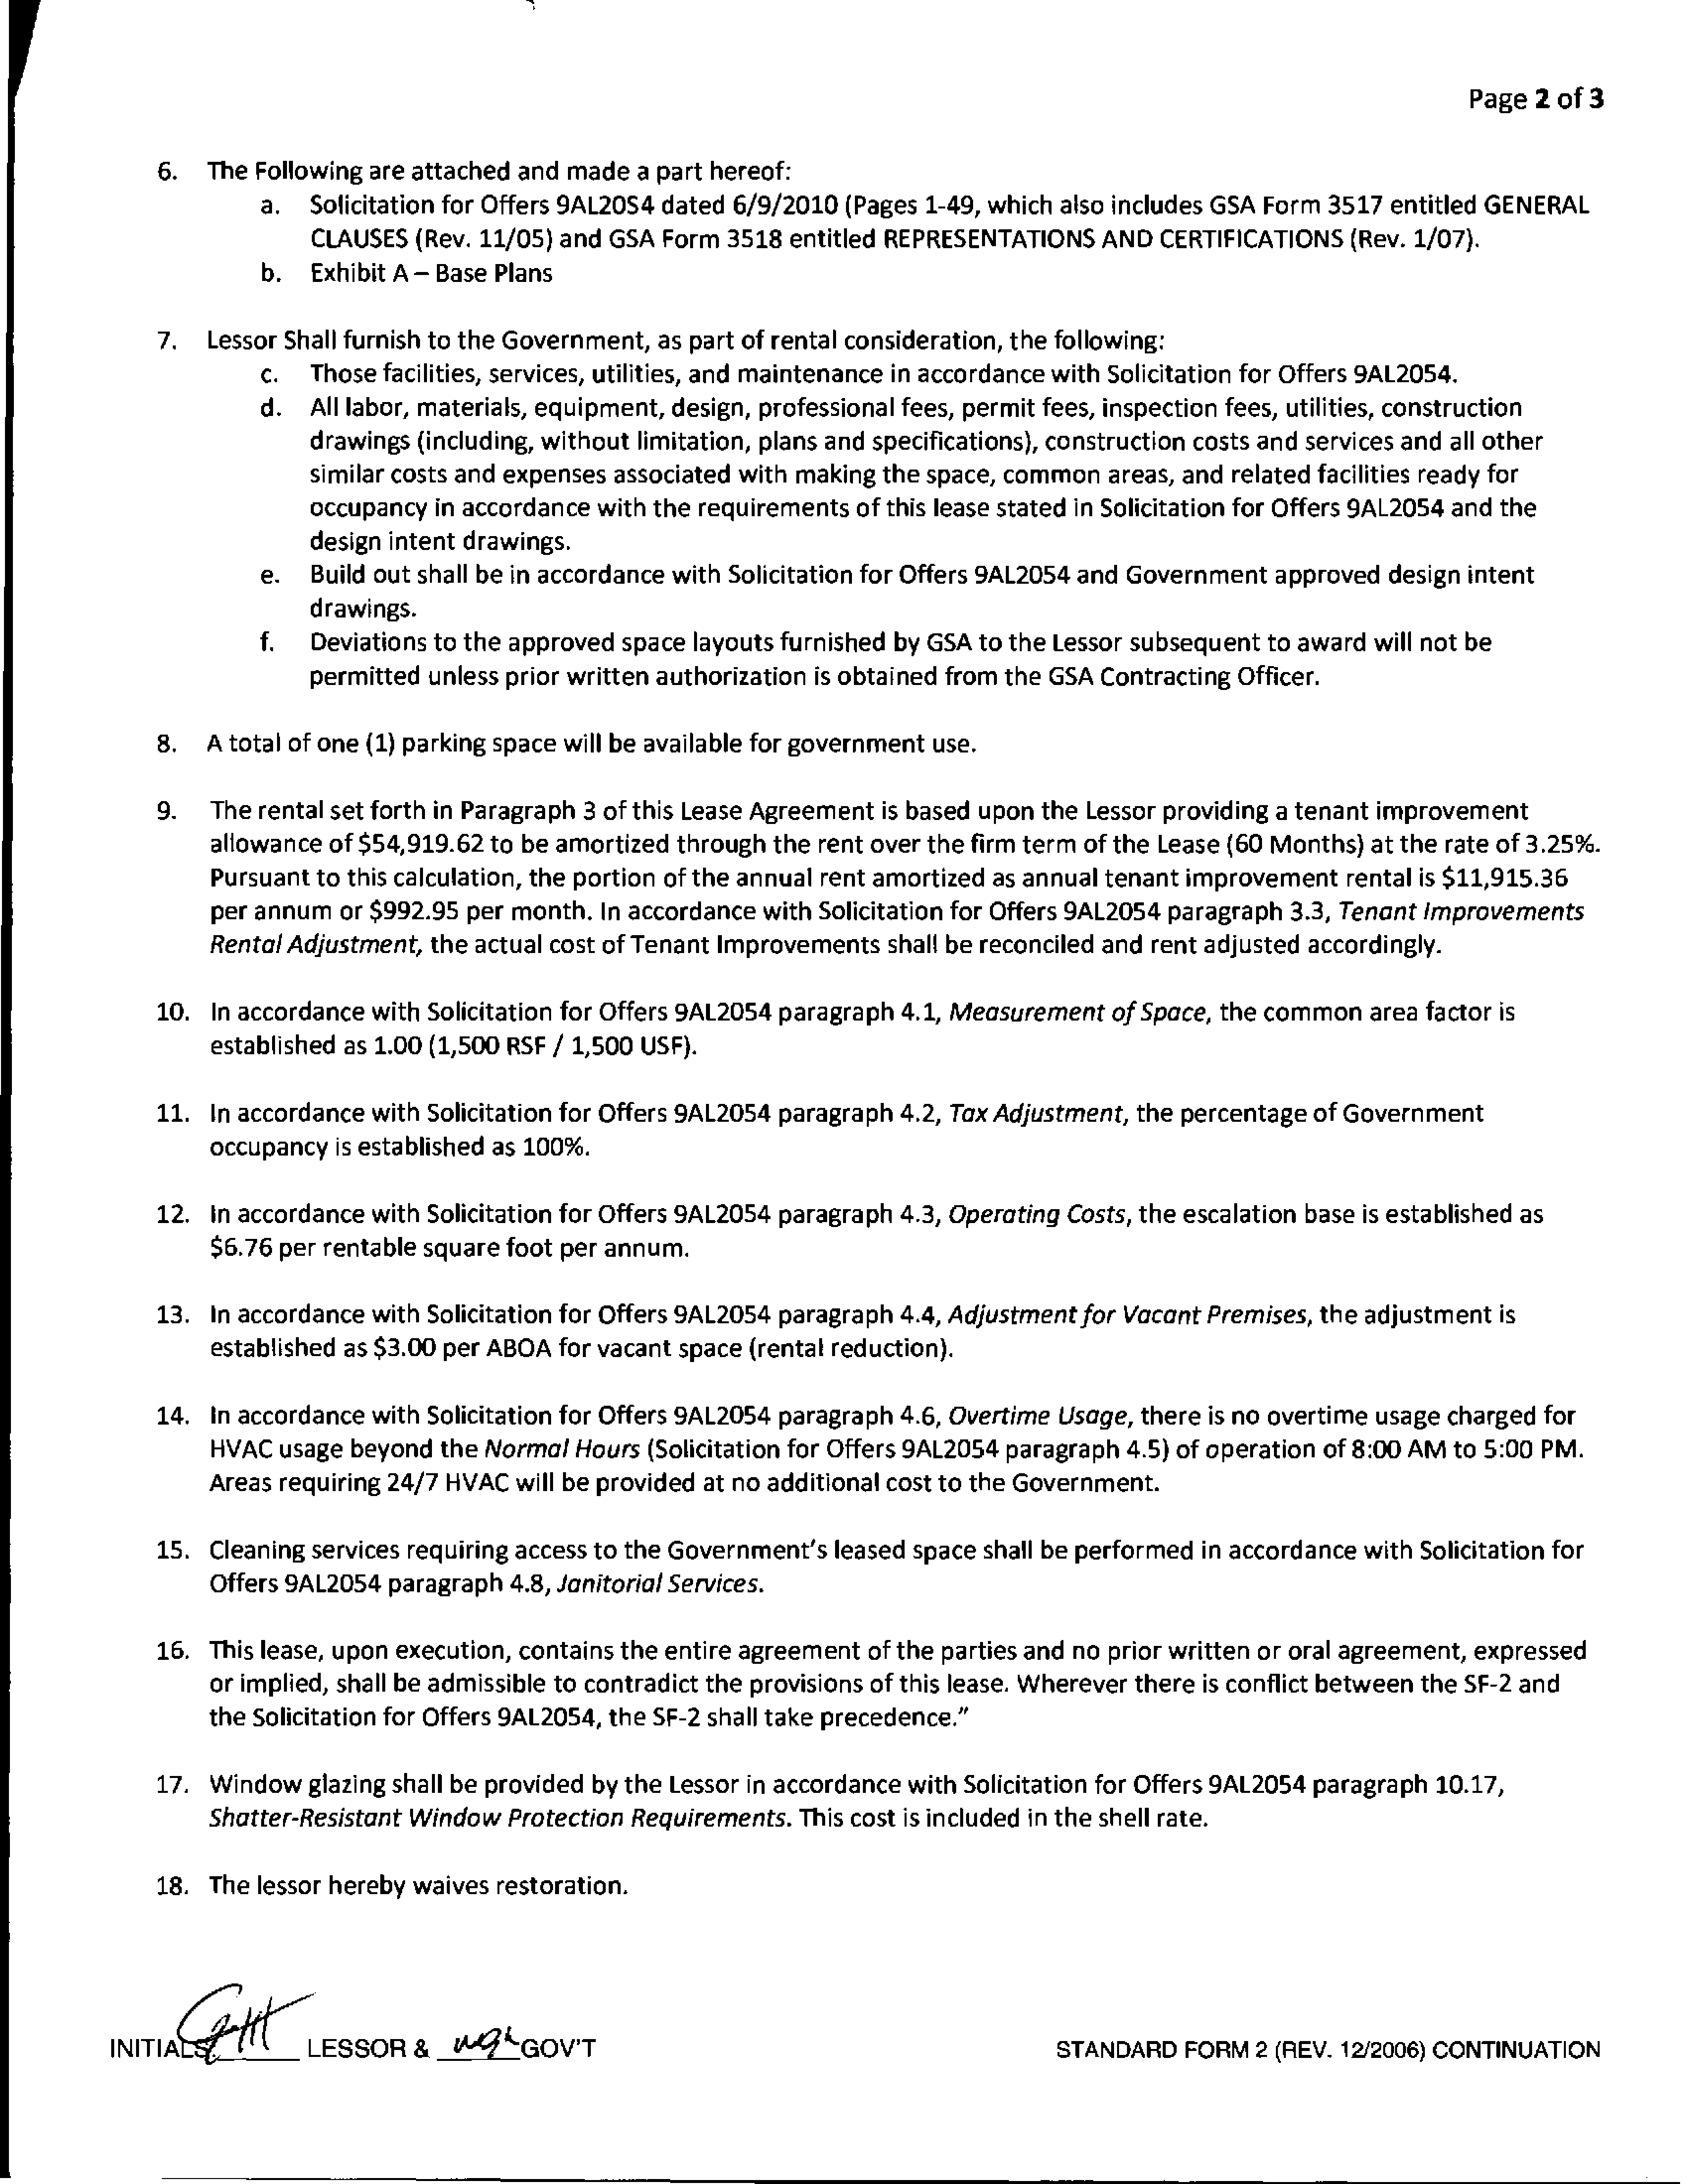 Page 2 of 3
6. The Following are attached and made a part hereof:
a. Solicitation for Offers 9AL20S4 dated 6/9/2010 (Pages 1-49, which also includes GSA Form 3517 entitled GENERAL
CLAUSES (Rev. 11/05) and GSA Form 3518 entitled REPRESENTATIONS AND CERTIFICATIONS (Rev. 1/07).
b. Exhibit A – Base Plans
7. Lessor Shall furnish to the Government, as part of rental consideration, the following:
c. Those facilities, services, utilities, and maintenance in accordance with Solicitation for Offers 9AL2054.
d. All labor, materials, equipment, design, professional fees, permit fees, inspection fees, utilities, construction
drawings (including, without limitation, plans and specifications), construction costs and services and all other
similar costs and expenses associated with making the space, common areas, and related facilities ready for
occupancy in accordance with the requirements of this lease stated in Solicitation for Offers 9AL2054 and the
design intent drawings.
e. Build out shall be in accordance with Solicitation for Offers 9AL2054 and Government approved design intent
drawings.
f. Deviations to the approved space layouts furnished by GSA to the Lessor subsequent to award will not be
permitted unless prior written authorization is obtained from the GSA Contracting Officer.
8. A total of one (1) parking space will be available for government use.
9. The rental set forth in Paragraph 3 of this Lease Agreement is based upon the Lessor providing a tenant improvement
allowance of $54,919.62 to be amortized through the rent over the firm term of the Lease (60 Months) at the rate of 3.25%.
Pursuant to this calculation, the portion of the annual rent amortized as annual tenant improvement rental is $11,915.36
per annum or $992.95 per month. In accordance with Solicitation for Offers 9AL2054 paragraph 3.3, Tenant Improvements
Rental Adjustment, the actual cost of Tenant Improvements shall be reconciled and rent adjusted accordingly.
10. In accordance with Solicitation for Offers 9AL2054 paragraph 4.1, Measurement of Space, the common area factor is
established as 1.00 (1,500 RSF / 1,500 USF).
11. In accordance with Solicitation for Offers 9AL2054 paragraph 4.2, Tax Adjustment, the percentage of Government
occupancy is established as 100%.
12. In accordance with Solicitation for Offers 9AL2054 paragraph 4.3, Operating Costs, the escalation base is established as
$6.76 per rentable square foot per annum.
13. In accordance with Solicitation for Offers 9AL2054 paragraph 4.4, Adjustment for Vacant Premises, the adjustment is
established as $3.00 per ABOA for vacant space (rental reduction).
14. In accordance with Solicitation for Offers 9AL2054 paragraph 4.6, Overtime Usage, there is no overtime usage charged for
HVAC usage beyond the Normal Hours (Solicitation for Offers 9AL2054 paragraph 4.5) of operation of 8:00 AM to 5:00 PM.
Areas requiring 24/7 HVAC will be provided at no additional cost to the Government.
15. Cleaning services requiring access to the Government's leased space shall be performed in accordance with Solicitation for
Offers 9AL2054 paragraph 4.8, Janitorial Services.
16. This lease, upon execution, contains the entire agreement of the parties and no prior written or oral agreement, expressed
or implied, shall be admissible to contradict the provisions of this lease. Wherever there is conflict between the SF-2 and
the Solicitation for Offers 9AL2054, the SF-2 shall take precedence."
17. Window glazing shall be provided by the Lessor in accordance with Solicitation for Offers 9AL2054 paragraph 10.17,
Shatter-Resistant Window Protection Requirements. This cost is included in the shell rate.
18. The lessor hereby waives restoration.
INITIALS: LESSOR & GOV'T
STANDARD FORM 2 (REV. 12/2006) CONTINUATION